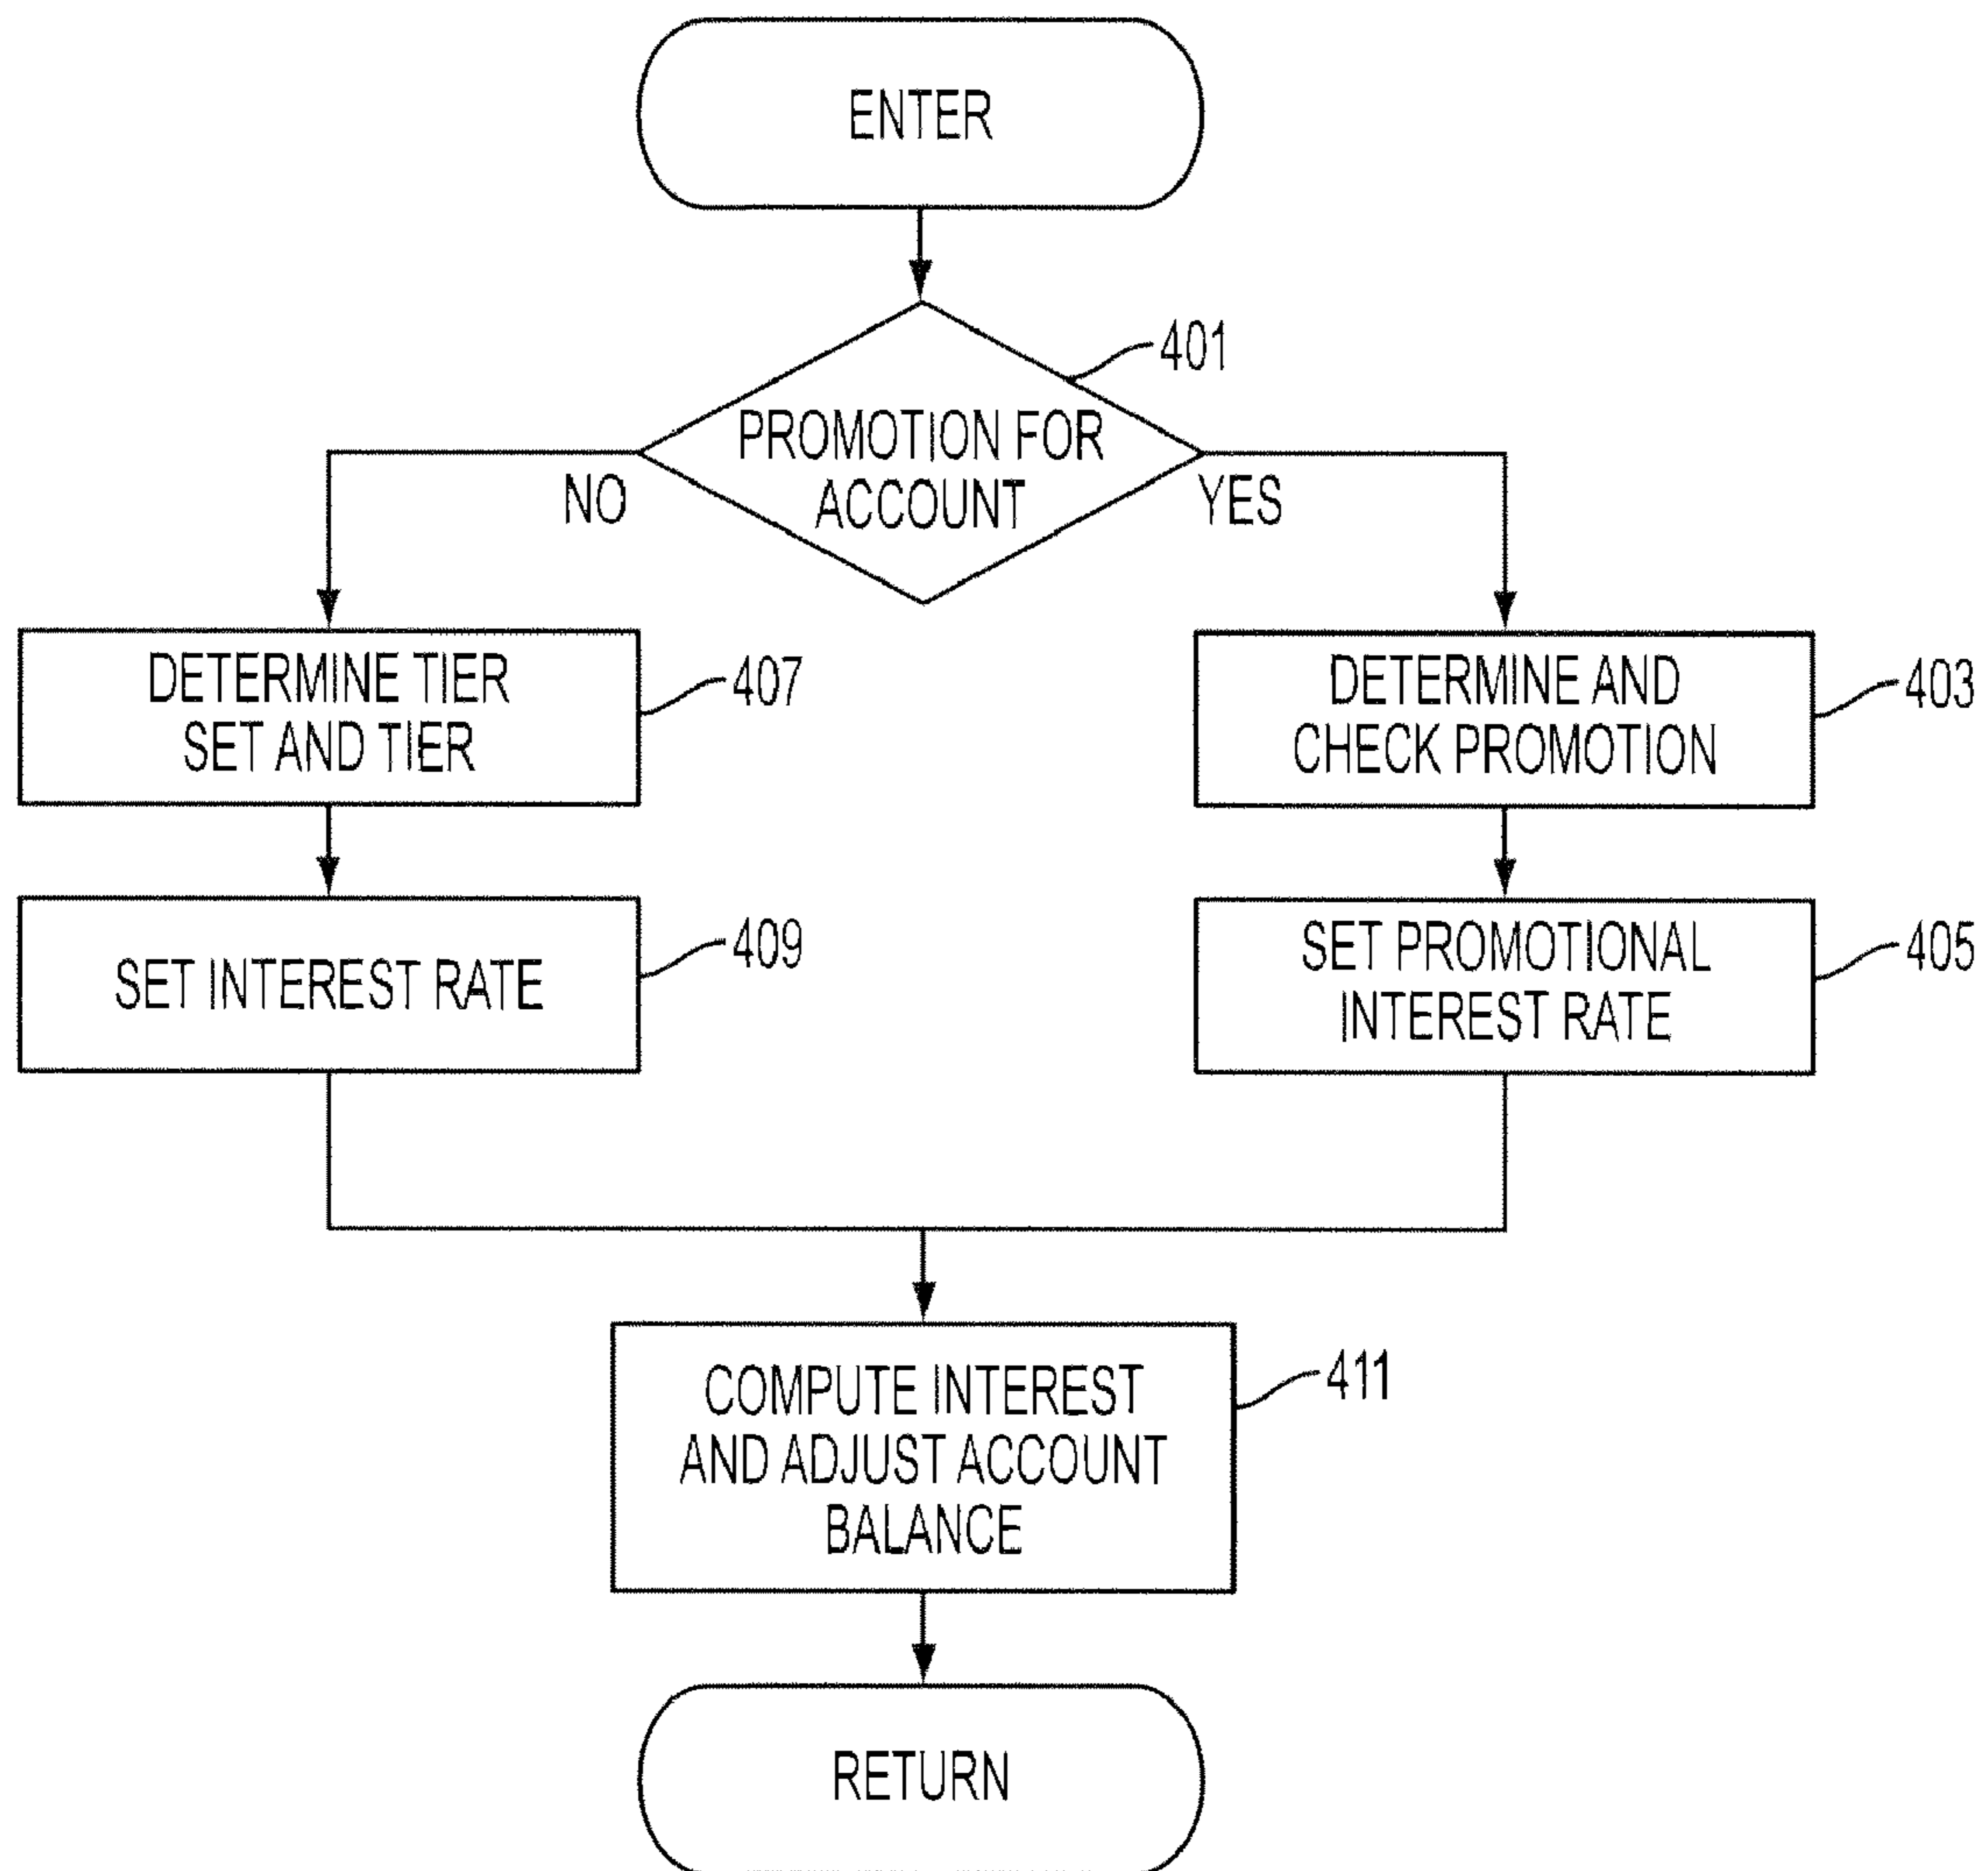 ENTER
401
PROMOTION FOR
ACCOUNT
NO
YES
DETERMINE TIER
SET AND TIER
407
DETERMINE AND
CHECK PROMOTION
403
SET INTEREST RATE
409
SET PROMOTIONAL
INTEREST RATE
405
COMPUTE INTEREST
AND ADJUST ACCOUNT
BALANCE
411
RETURN